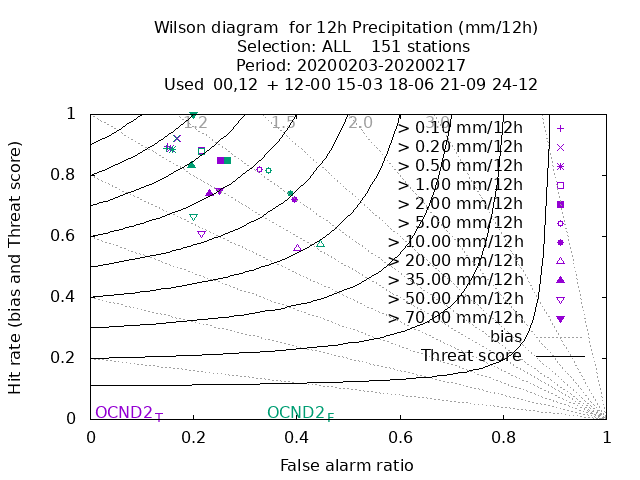 Wilson diagram for 12h Precipitation (mm/12h)
Selection: ALL 151 stations
Period: 20200203-20200217
Used 00,12 + 12-00 15-03 18-06 21-09 24-12
1.2 1.5 2.0 3.0
> 0.10 mm/12h
> 0.20 mm/12h
> 0.50 mm/12h
> 1.00 mm/12h
> 2.00 mm/12h
> 5.00 mm/12h
> 10.00 mm/12h
> 20.00 mm/12h
> 35.00 mm/12h
> 50.00 mm/12h
> 70.00 mm/12h
bias
Threat score
1
0.8
0.6
0.4
0.2
0
Hit rate (bias and Threat score)
OCND2_T OCND2_F
0 0.2 0.4 0.6 0.8 1
False alarm ratio